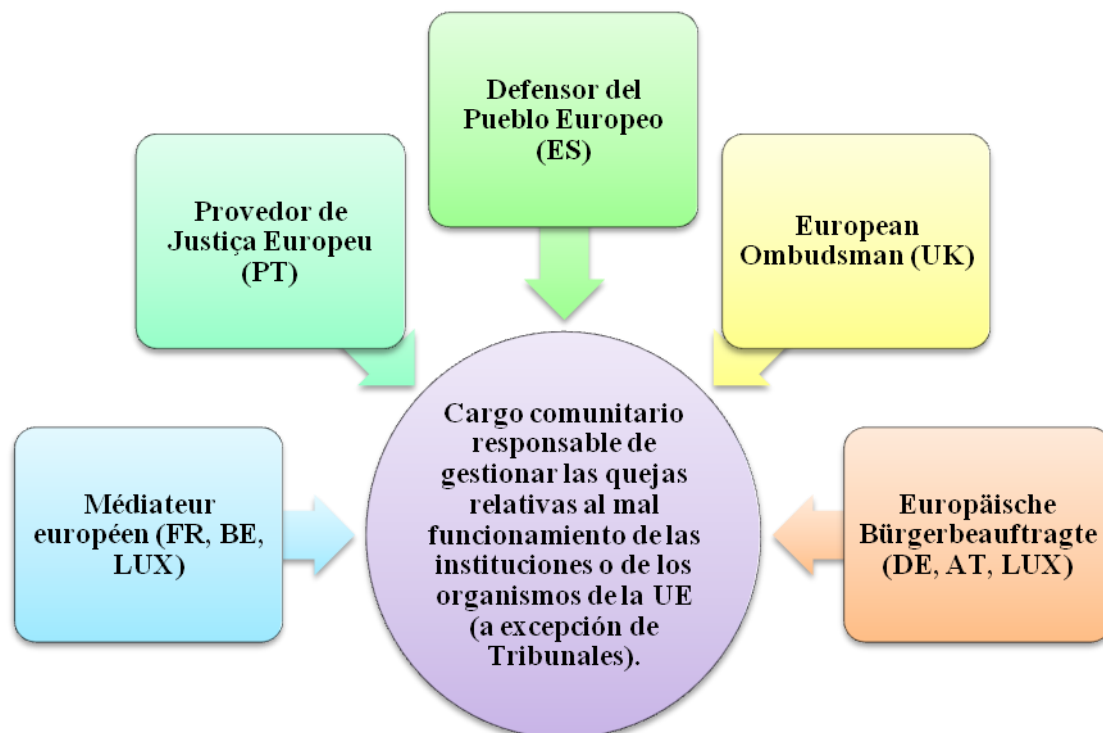 Defensor del
Pueblo Europeo
(ES)
Provedor de
Justiça Europeu
(PT)
European
Ombudsman (UK)
Médiateur
européen (FR, BE,
LUX)
Cargo comunitario
responsable de
gestionar las quejas
relativas al mal
funcionamiento de las
instituciones o de los
organismos de la UE
(a excepción de
Tribunales).
Europäische
Bürgerbeauftragte
(DE, AT, LUX)